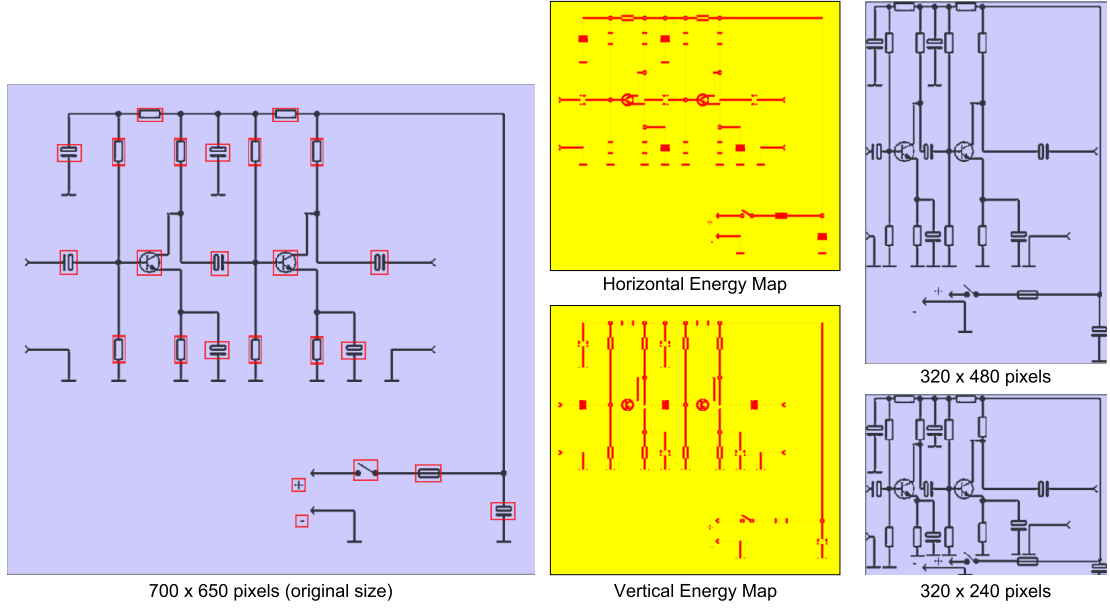 +
-
700 x 650 pixels (original size)
+
-
Horizontal Energy Map
+
-
Vertical Energy Map
+
-
320 x 480 pixels
+
-
320 x 240 pixels